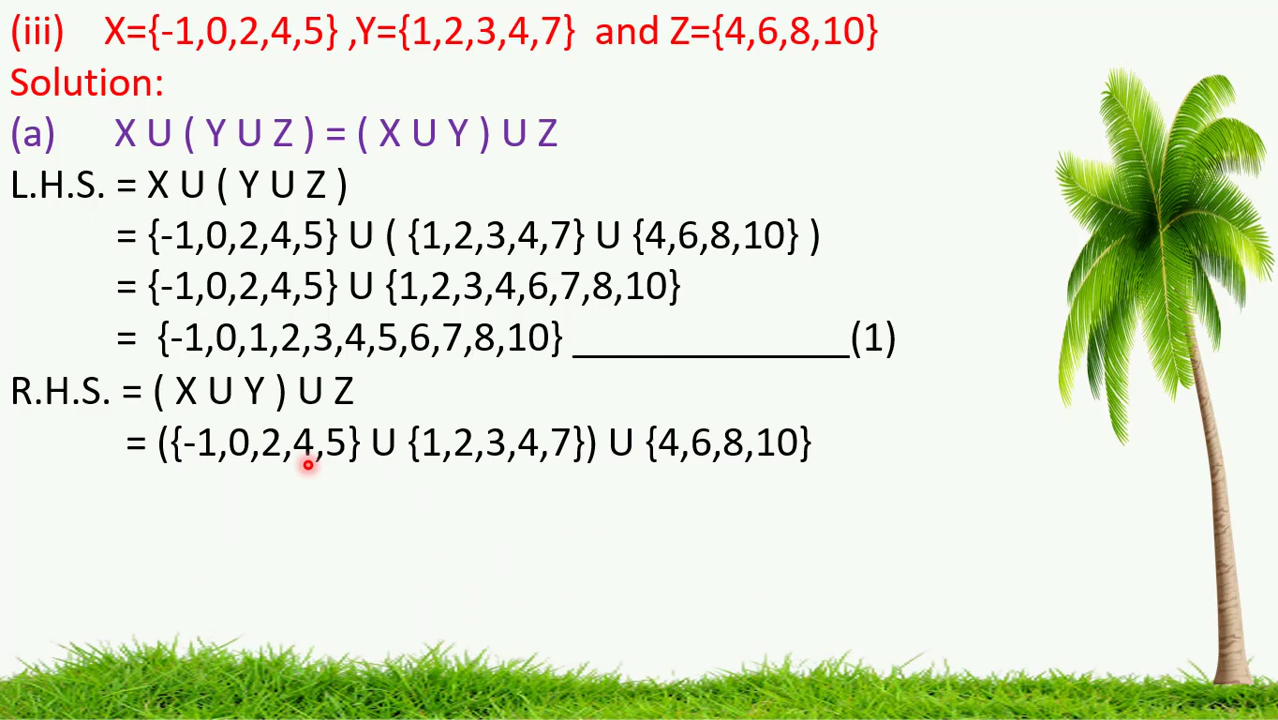 (iii) X={-1,0,2,4,5} ,Y={1,2,3,4,7} and Z={4,6,8,10}
Solution:
(a) X U ( Y U Z ) = ( X U Y ) U Z
L.H.S. = X U ( Y U Z )
= {-1,0,2,4,5} U ( {1,2,3,4,7} U {4,6,8,10} )
= {-1,0,2,4,5} U {1,2,3,4,6,7,8,10}
= {-1,0,1,2,3,4,5,6,7,8,10} ______________(1)
R.H.S. = ( X U Y ) U Z
= ({-1,0,2,4,5} U {1,2,3,4,7}) U {4,6,8,10}